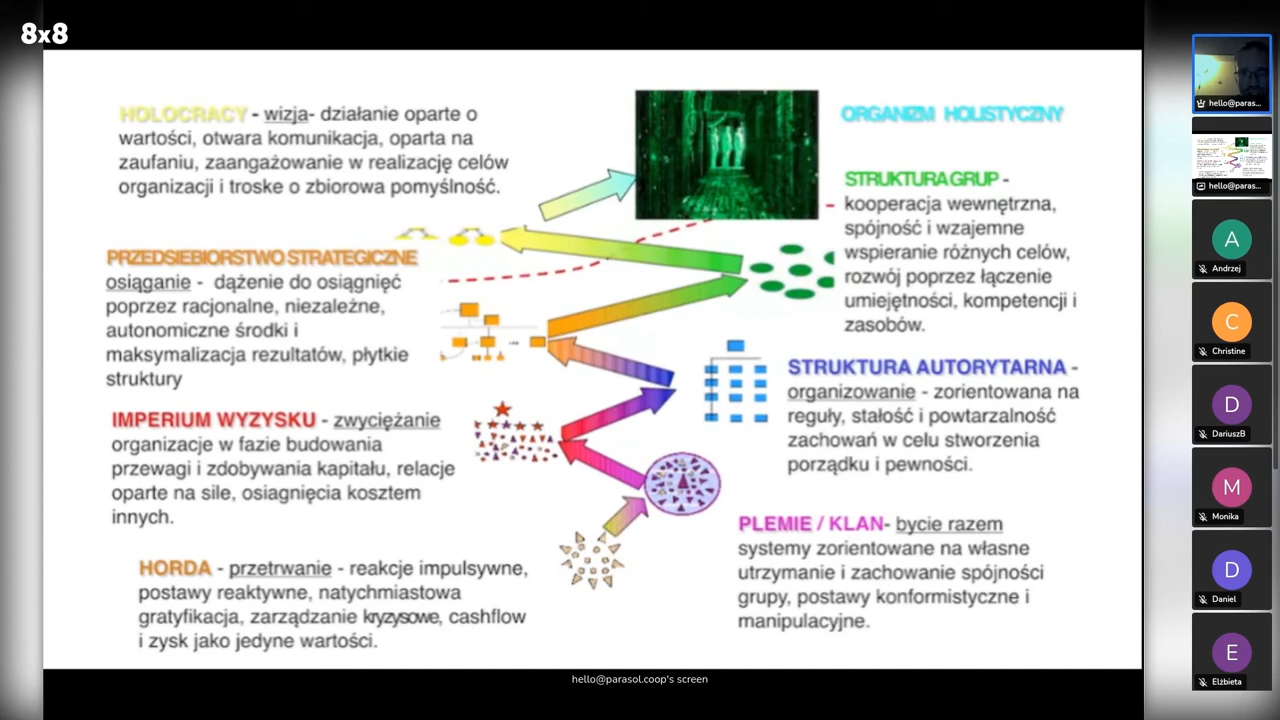 8x8
HOLOCRACY - wizja- działanie oparte o
wartości, otwara komunikacja, oparta na
zaufaniu, zaangażowanie w realizację celów
organizacji i troske o zbiorowa pomyślność.
ORGANIZM HOLISTYCZNY
STRUKTURA GRUP -
kooperacja wewnętrzna,
spójność i wzajemne
wspieranie różnych celów,
rozwój poprzez łączenie
umiejętności, kompetencji i
zasobów.
PRZEDSIEBIORSTWO STRATEGICZNE
osiąganie - dążenie do osiągnięć
poprzez racjonalne, niezależne,
autonomiczne środki i
maksymalizacja rezultatów, płytkie
struktury
STRUKTURA AUTORYTARNA -
organizowanie - zorientowana na
reguły, stałość i powtarzalność
zachowań w celu stworzenia
porządku i pewności.
IMPERIUM WYZYSKU - zwyciężanie
organizacje w fazie budowania
przewagi i zdobywania kapitału, relacje
oparte na sile, osiagnięcia kosztem
innych.
PLEMIE / KLAN- bycie razem
systemy zorientowane na własne
utrzymanie i zachowanie spójności
grupy, postawy konformistyczne i
manipulacyjne.
HORDA - przetrwanie - reakcje impulsywne,
postawy reaktywne, natychmiastowa
gratyfikacja, zarządzanie kryzysowe, cashflow
i zysk jako jedyne wartości.
hello@parasol.coop's screen
hello@paras...
hello@paras...
A
Andrzej
C
Christine
D
DariuszB
M
Monika
D
Daniel
E
Elżbieta